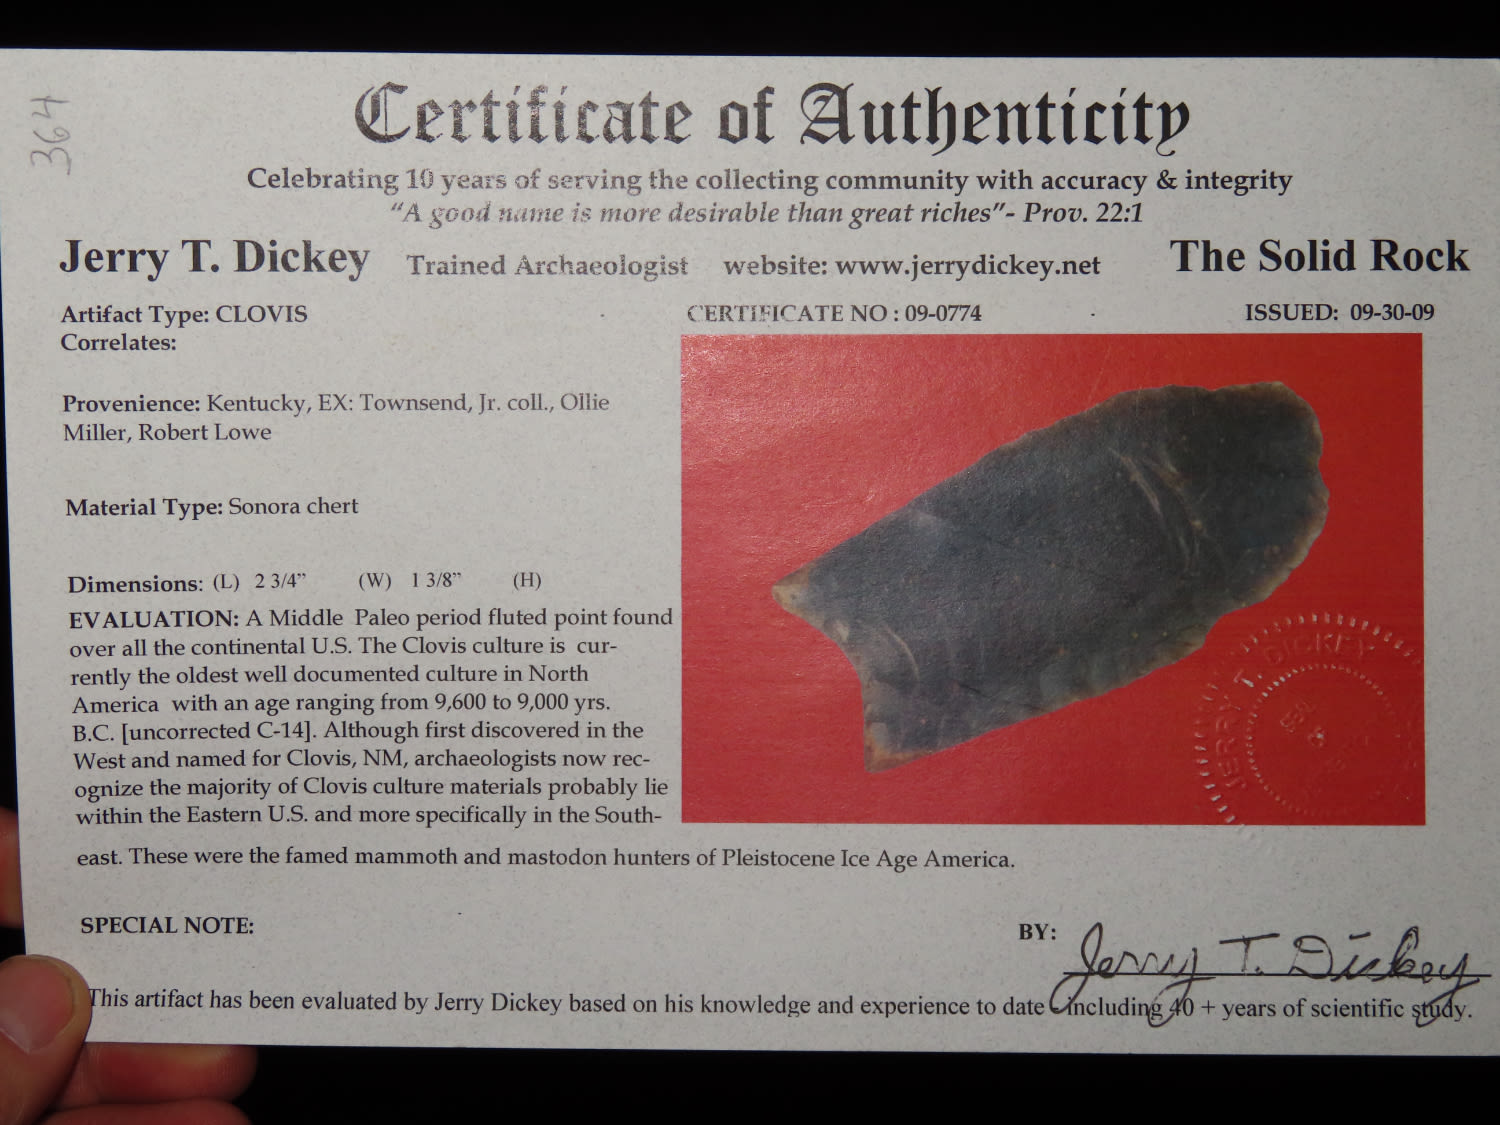 364
Certificate of Authenticity
Celebrating 10 years of serving the collecting community with accuracy & integrity
"A good name is more desirable than great riches"- Prov. 22:1
Jerry T. Dickey Trained Archaeologist website: www.jerrydickey.net The Solid Rock
Artifact Type: CLOVIS CERTIFICATE NO : 09-0774 ISSUED: 09-30-09
Correlates:
Provenience: Kentucky, EX: Townsend, Jr. coll., Ollie
Miller, Robert Lowe
Material Type: Sonora chert
Dimensions: (L) 2 3/4” (W) 1 3/8” (H)
EVALUATION: A Middle Paleo period fluted point found
over all the continental U.S. The Clovis culture is cur-
rently the oldest well documented culture in North
America with an age ranging from 9,600 to 9,000 yrs.
B.C. [uncorrected C-14]. Although first discovered in the
West and named for Clovis, NM, archaeologists now rec-
ognize the majority of Clovis culture materials probably lie
within the Eastern U.S. and more specifically in the South-
east. These were the famed mammoth and mastodon hunters of Pleistocene Ice Age America.
JERRY T. DICKEY
SPECIAL NOTE:
BY: Jerry T. Dickey
This artifact has been evaluated by Jerry Dickey based on his knowledge and experience to date - including 40 + years of scientific study.